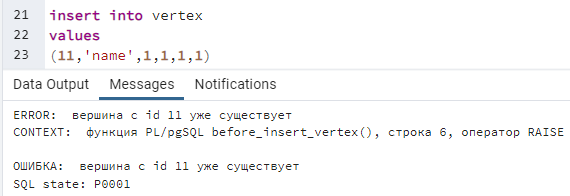 21 insert into vertex
22 values
23 (11,'name',1,1,1,1)
Data Output Messages Notifications
ERROR: вершина с id 11 уже существует
CONTEXT: функция PL/pgSQL before_insert_vertex(), строка 6, оператор RAISE
ОШИБКА: вершина с id 11 уже существует
SQL state: P0001